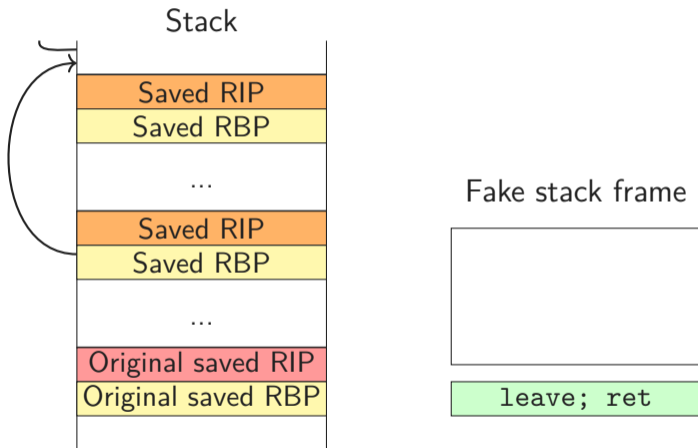 Stack
Saved RIP
Saved RBP
...
Saved RIP
Saved RBP
...
Original saved RIP
Original saved RBP
Fake stack frame
leave; ret